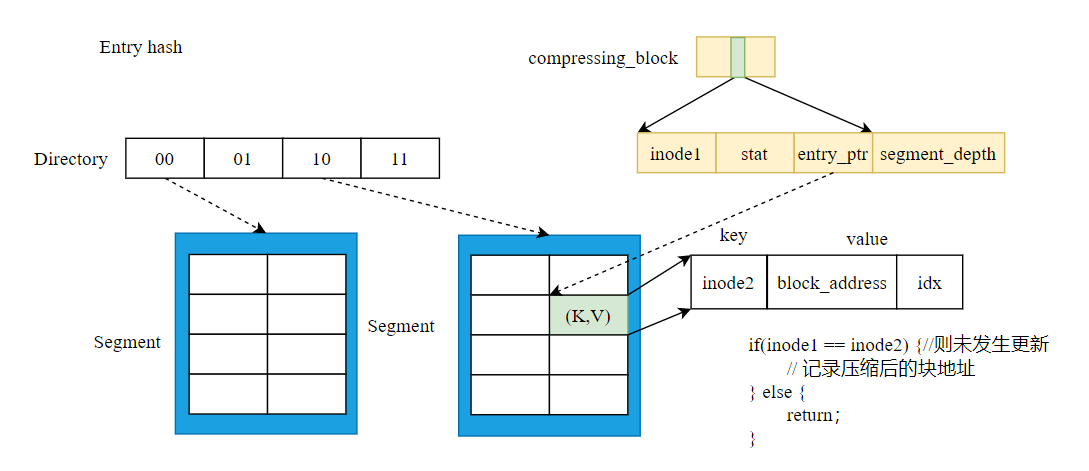 Entry hash
compressing_block
Directory
00
01
10
11
inode1
stat
entry_ptr
segment_depth
key
value
inode2
block_address
idx
Segment
Segment
(K,V)
if(inode1 == inode2) {//则未发生更新
// 记录压缩后的块地址
} else {
return;
}